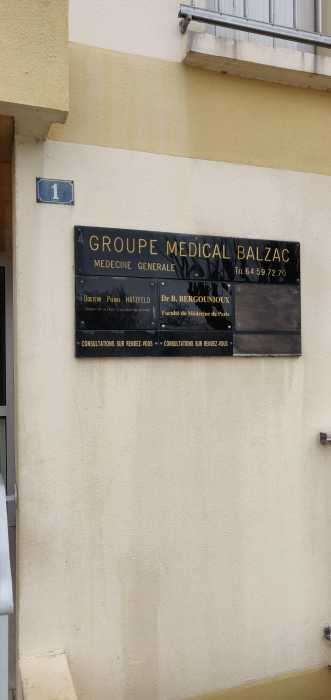 1
GROUPE MEDICAL BALZAC
MEDECINE GENERALE
Tél. 64.59.72.70
Docteur HATZFELD
Dr B. BERGOUNIOUX
Faculté de Médecine de Paris
CONSULTATIONS SUR RENDEZ-VOUS
CONSULTATIONS SUR RENDEZ-VOUS